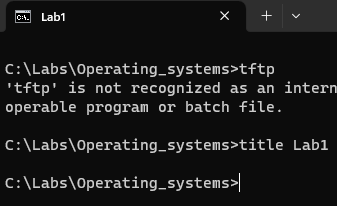 Lab1
C:\Labs\Operating_systems>tftp
'tftp' is not recognized as an intern
operable program or batch file.
C:\Labs\Operating_systems>title Lab1
C:\Labs\Operating_systems>